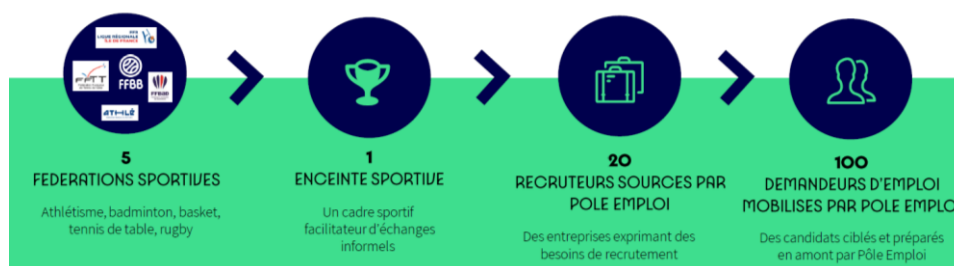 LIGUE RÉGIONALE
ÎLE DE FRANCE
FFTT
FFBB
FFBaD
ATHLÉ
5
FEDERATIONS SPORTIVES
Athlétisme, badminton, basket,
tennis de table, rugby
1
ENCEINTE SPORTIVE
Un cadre sportif
facilitateur d'échanges
informels
20
RECRUTEURS SOURCES PAR
POLE EMPLOI
Des entreprises exprimant des
besoins de recrutement
100
DEMANDEURS D'EMPLOI
MOBILISES PAR POLE EMPLO
Des candidats ciblés et préparés
en amont par Pôle Emploi